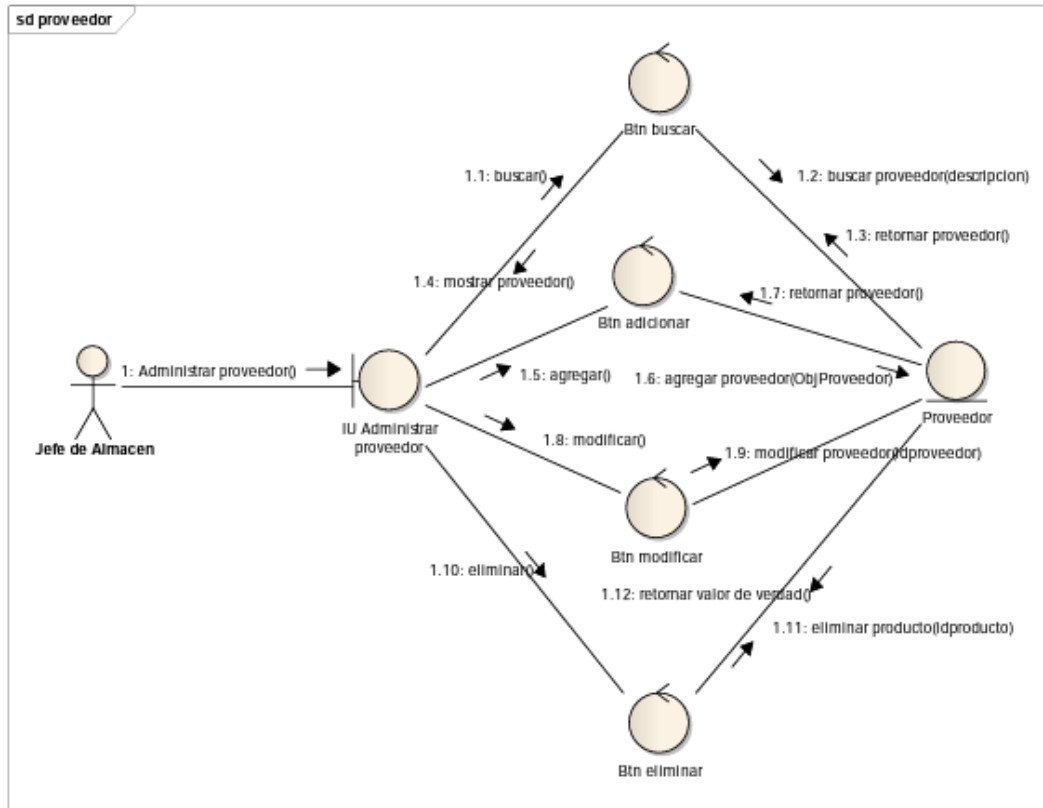 sd proveedor
Btn buscar
1.1: buscar()
1.2: buscar proveedor(descripcion)
1.3: retornar proveedor()
1.4: mostrar proveedor()
1.7: retornar proveedor()
Btn adicionar
1: Administrar proveedor()
1.5: agregar()
1.6: agregar proveedor(ObjProveedor)
Jefe de Almacen
IU Administrar
proveedor
Proveedor
1.8: modificar()
1.9: modificar proveedor(Idproveedor)
Btn modificar
1.10: eliminar()
1.12: retornar valor de verdad()
1.11: eliminar producto(Idproducto)
Btn eliminar